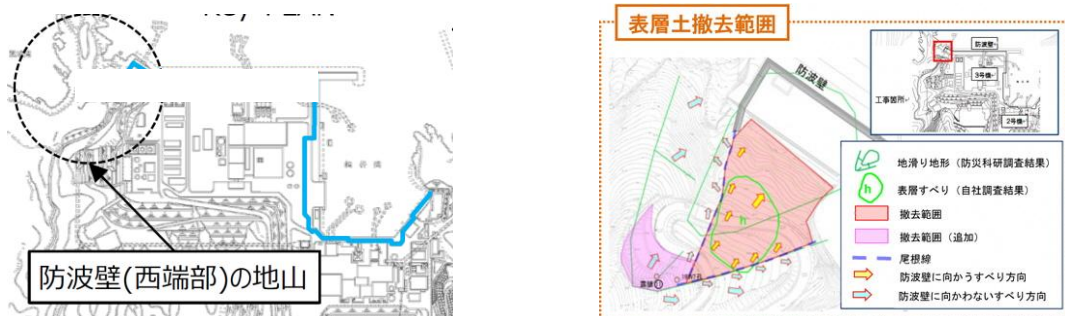 防波壁(西端部)の地山
表層土撤去範囲
防波壁
防波壁
3号機
工事箇所
2号機
h
地滑り地形（防災科研調査結果）
h
表層すべり（自社調査結果）
撤去範囲
撤去範囲（追加）
尾根線
防波壁に向かうすべり方向
防波壁に向かわないすべり方向